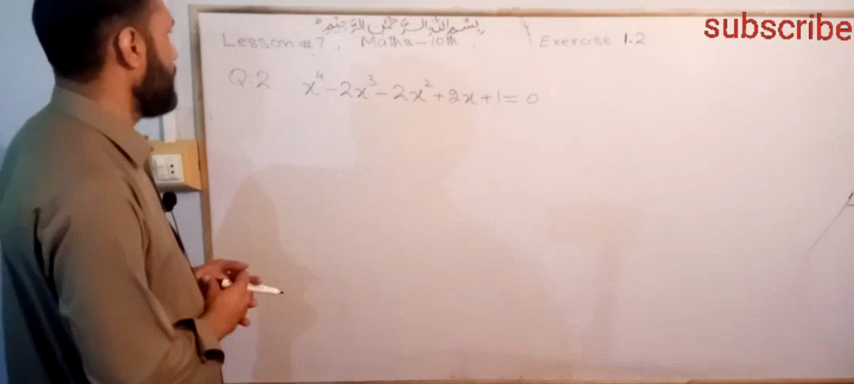 بسم الله الرحمن الرحيم
subscribe
Lesson #7, Maths-10th Exercise 1.2
Q:2 x⁴-2x³-2x²+2x+1=0